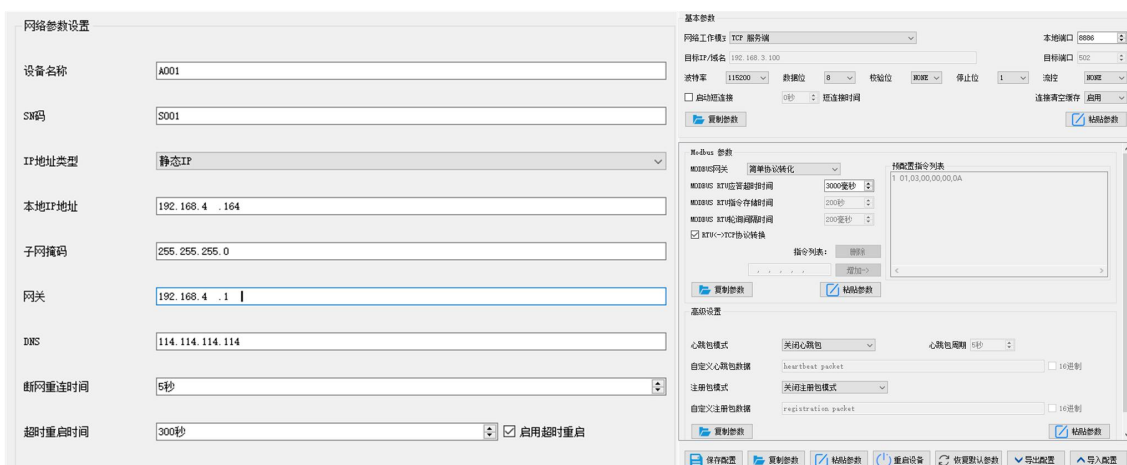 网络参数设置
设备名称 A001
SN码 S001
IP地址类型 静态IP
本地IP地址 192.168.4 .164
子网掩码 255.255.255.0
网关 192.168.4 .1
DNS 114.114.114.114
断网重连时间 5秒
超时重启时间 300秒 启用超时重启
基本参数
网络工作模: TCP 服务端 本地端口 8886
目标IP/域名 192.168.3.100 目标端口 502
波特率 115200 数据位 8 校验位 NONE 停止位 1 流控 NONE
启动短连接 0秒 短连接时间 连接清空缓存 启用
复制参数 粘贴参数
Modbus 参数
MODBUS网关 简单协议转化 预配置指令列表
1 01,03,00,00,00,0A
MODBUS RTU应答超时时间 3000毫秒
MODBUS RTU指令存储时间 200秒
MODBUS RTU轮询间隔时间 200毫秒
RTU<->TCP协议转换
指令列表: 删除
, , , , , 增加->
复制参数 粘贴参数
高级设置
心跳包模式 关闭心跳包 心跳包周期 5秒
自定义心跳包数据 heartbeat packet 16进制
注册包模式 关闭注册包模式
自定义注册包数据 registration packet 16进制
复制参数 粘贴参数
保存配置 复制参数 粘贴参数 重启设备 恢复默认参数 导出配置 导入配置